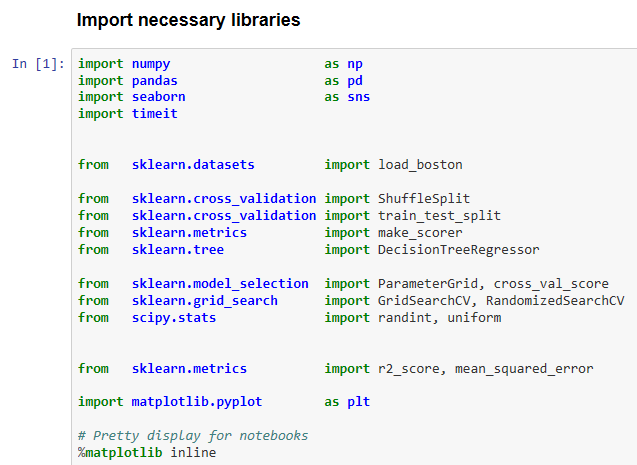 Import necessary libraries
In [1]: import numpy as np
import pandas as pd
import seaborn as sns
import timeit
from sklearn.datasets import load_boston
from sklearn.cross_validation import ShuffleSplit
from sklearn.cross_validation import train_test_split
from sklearn.metrics import make_scorer
from sklearn.tree import DecisionTreeRegressor
from sklearn.model_selection import ParameterGrid, cross_val_score
from sklearn.grid_search import GridSearchCV, RandomizedSearchCV
from scipy.stats import randint, uniform
from sklearn.metrics import r2_score, mean_squared_error
import matplotlib.pyplot as plt
# Pretty display for notebooks
%matplotlib inline